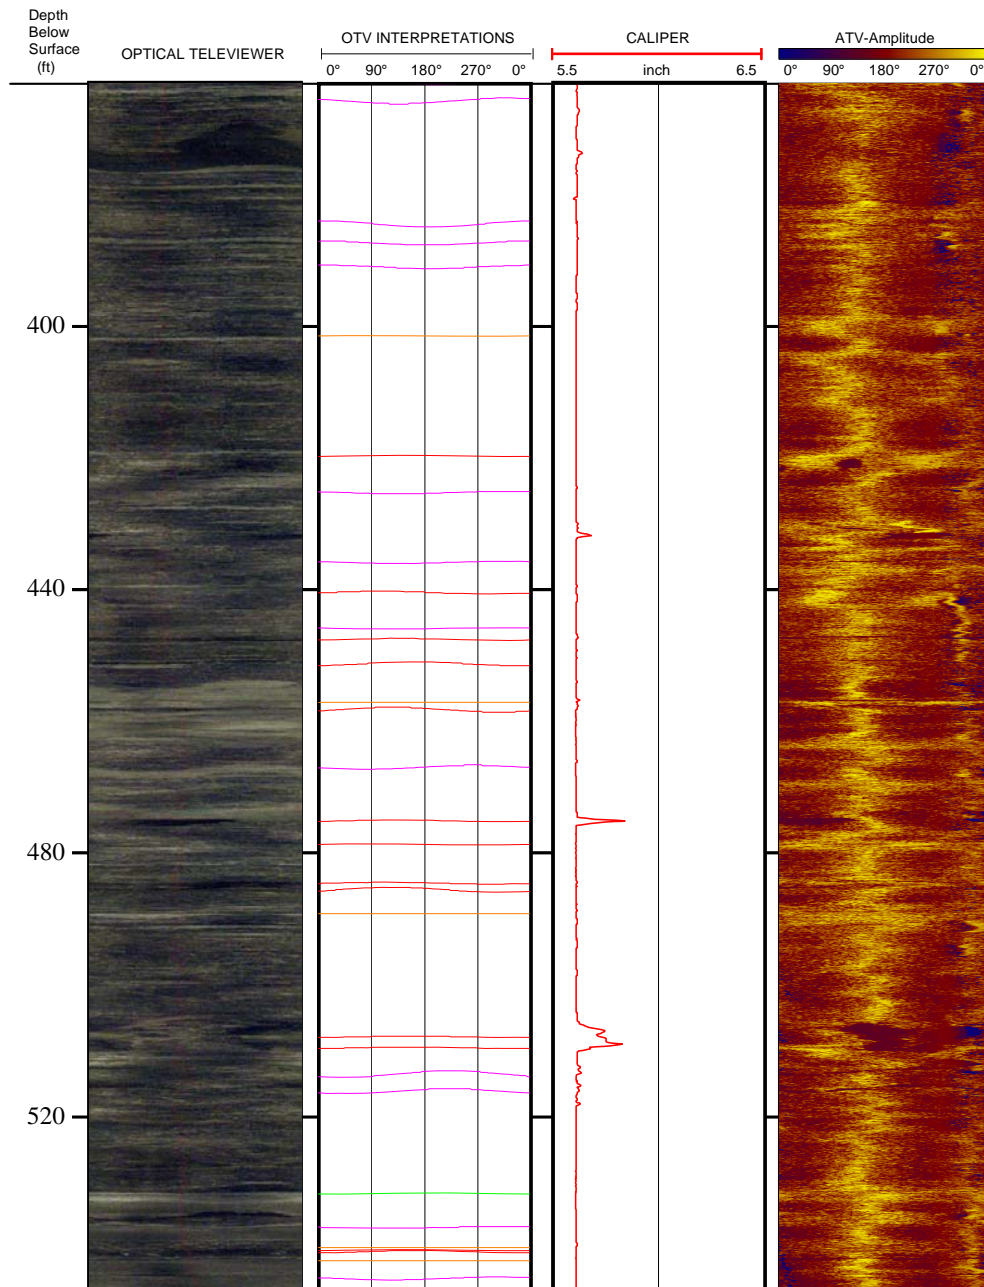 Depth
Below
Surface
(ft)
OPTICAL TELEVIEWER
OTV INTERPRETATIONS
0° 90° 180° 270° 0°
CALIPER
5.5 inch 6.5
ATV-Amplitude
0° 90° 180° 270° 0°
400
440
480
520